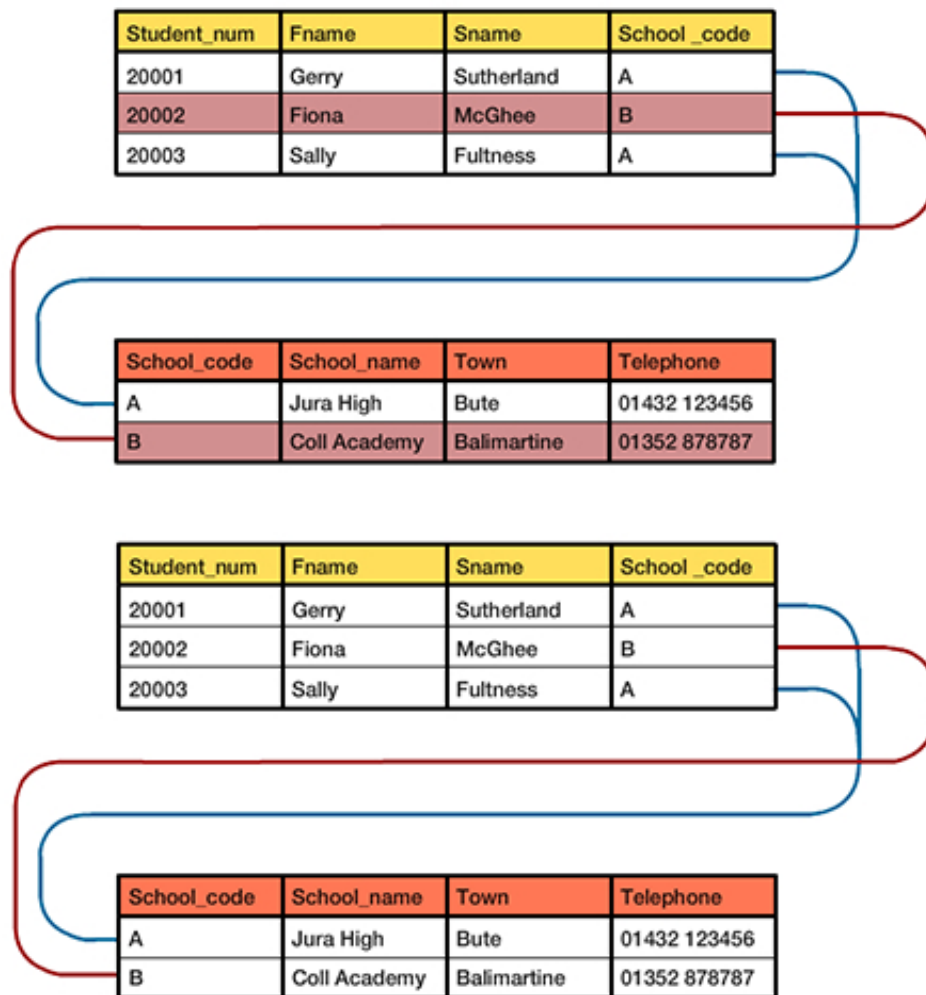 Student_num Fname Sname School _code
20001 Gerry Sutherland A
20002 Fiona McGhee B
20003 Sally Fultness A
School_code School_name Town Telephone
A Jura High Bute 01432 123456
B Coll Academy Balimartine 01352 878787
Student_num Fname Sname School _code
20001 Gerry Sutherland A
20002 Fiona McGhee B
20003 Sally Fultness A
School_code School_name Town Telephone
A Jura High Bute 01432 123456
B Coll Academy Balimartine 01352 878787